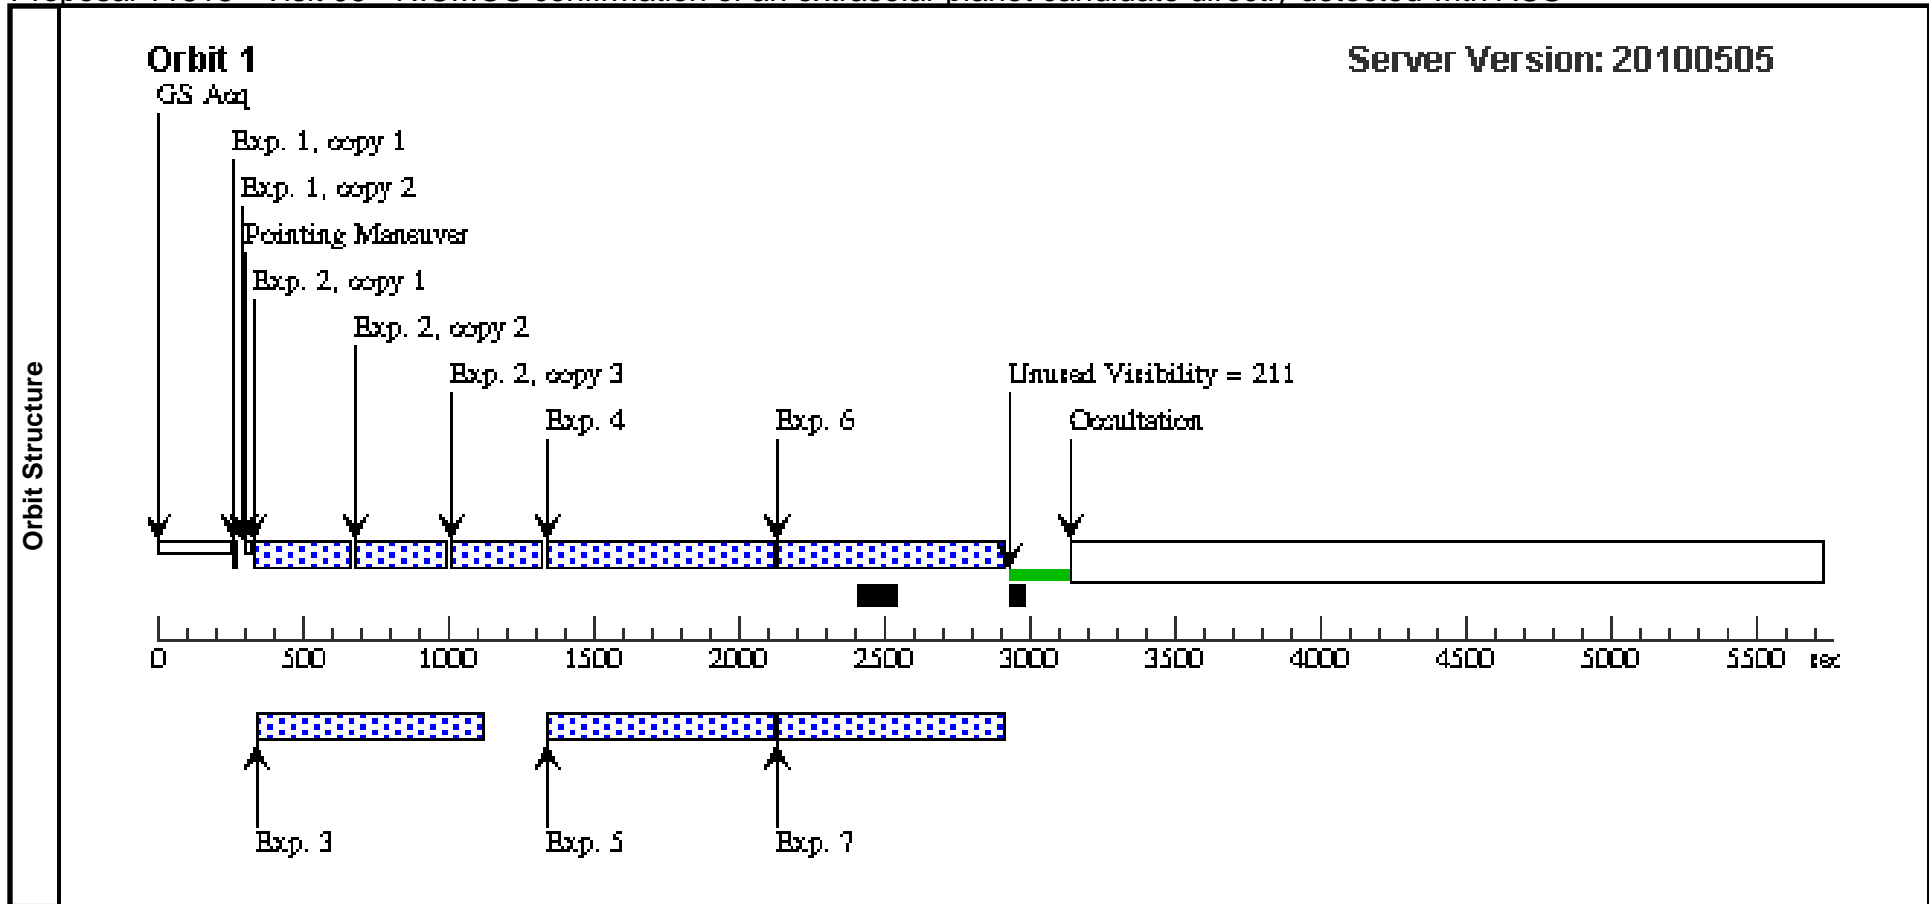 Orbit 1
Server Version: 20100505
GS Acq
Exp. 1, copy 1
Exp. 1, copy 2
Pointing Maneuver
Exp. 2, copy 1
Exp. 2, copy 2
Exp. 2, copy 3
Unused Visibility = 211
Exp. 4
Exp. 6
Occultation
Orbit Structure
0 500 1000 1500 2000 2500 3000 3500 4000 4500 5000 5500 sec
Exp. 3
Exp. 5
Exp. 7